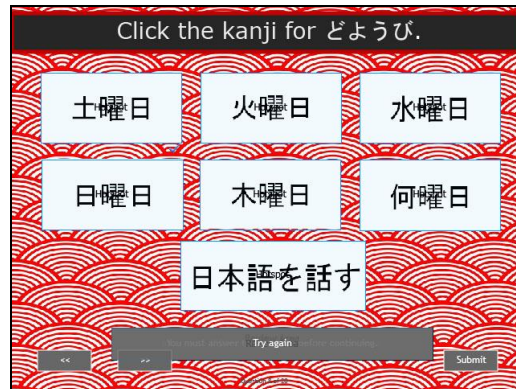 Click the kanji for どようび.
土曜日
火曜日
水曜日
日曜日
木曜日
何曜日
日本語を話す
Try again
<<
>>
Submit